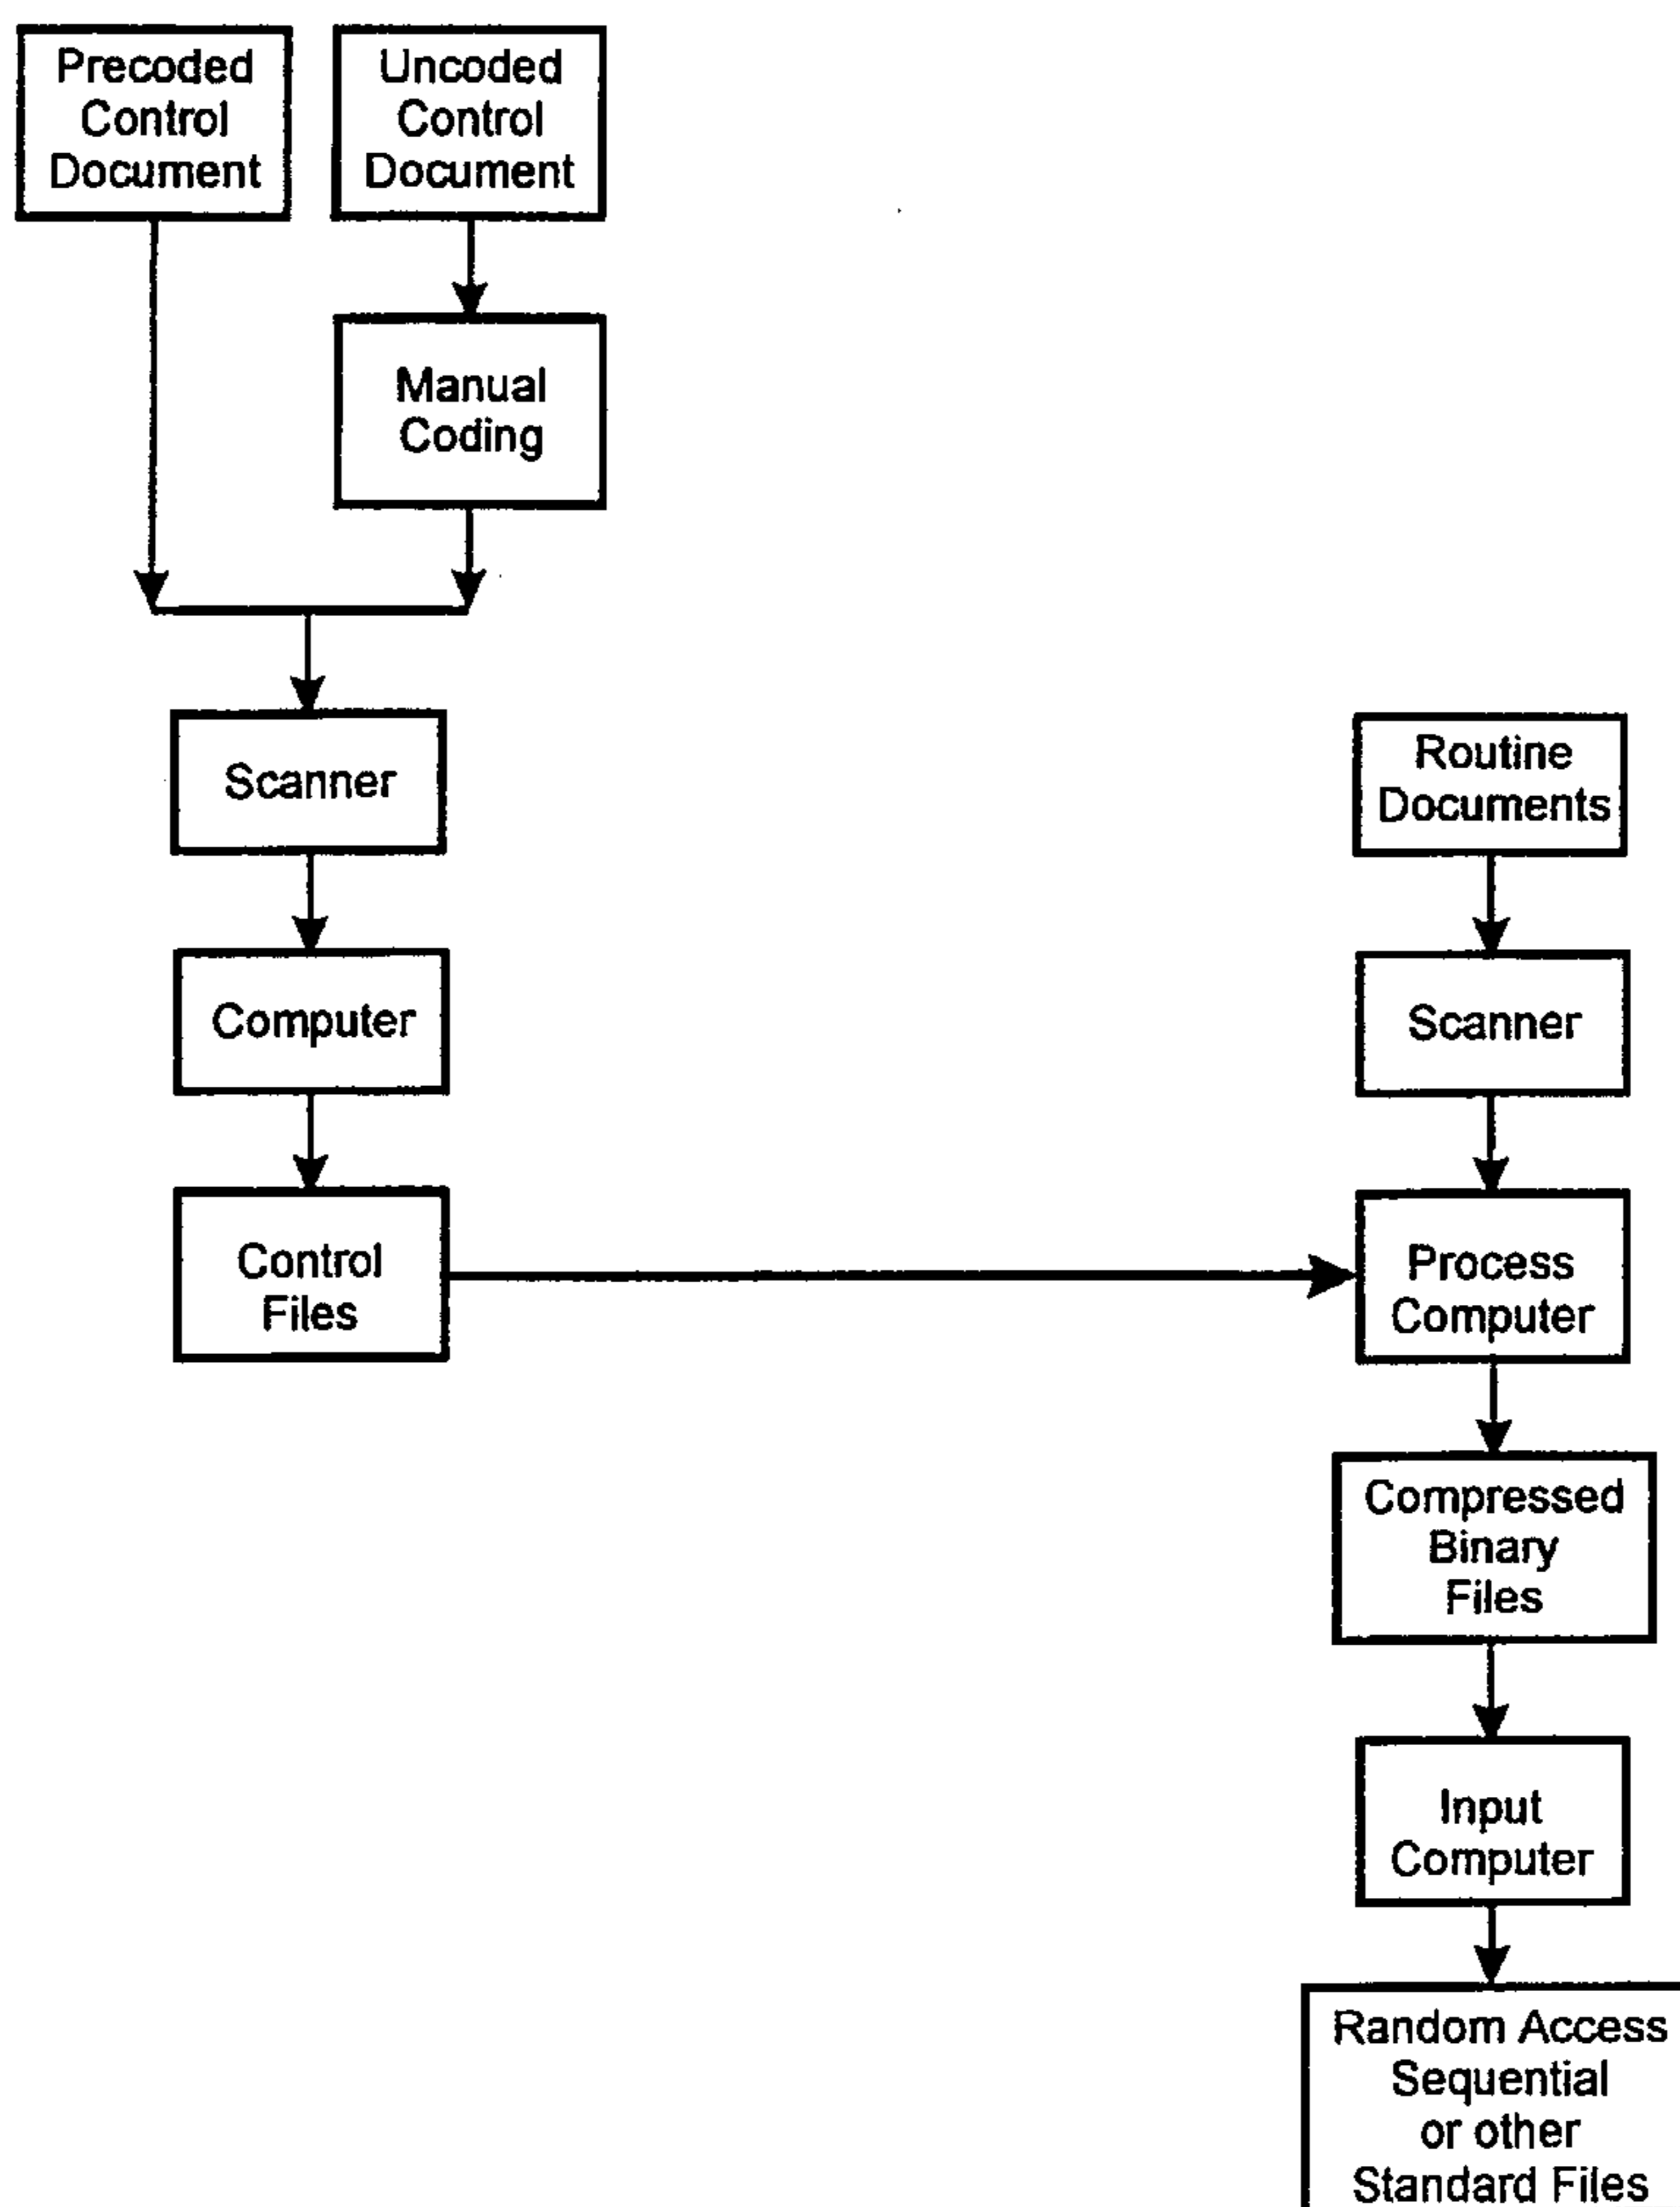 Precoded
Control
Document
Uncoded
Control
Document
Manual
Coding
Scanner
Computer
Control
Files
Routine
Documents
Scanner
Process
Computer
Compressed
Binary
Files
Input
Computer
Random Access
Sequential
or other
Standard Files